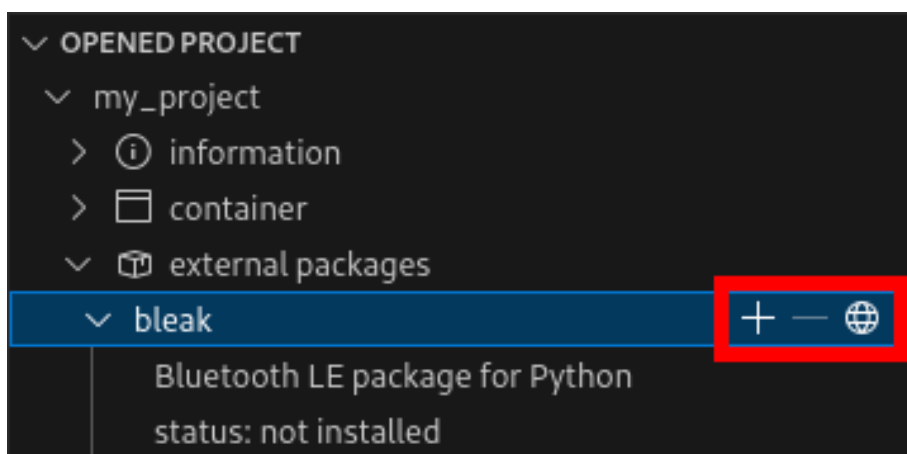 OPENED PROJECT
my_project
information
container
external packages
bleak
Bluetooth LE package for Python
status: not installed